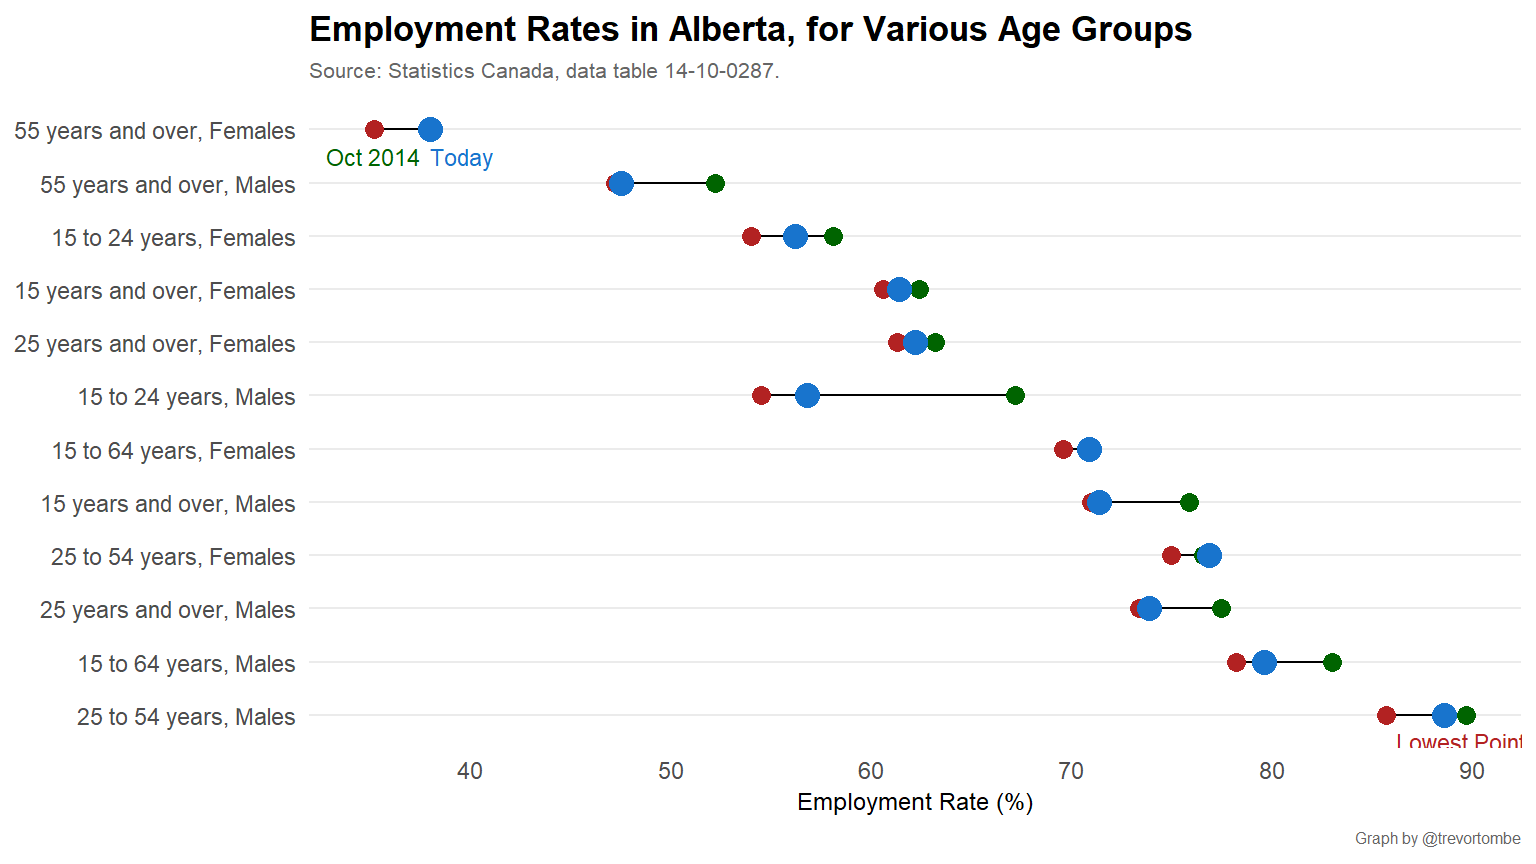 Employment Rates in Alberta, for Various Age Groups
Source: Statistics Canada, data table 14-10-0287.
55 years and over, Females
Oct 2014 Today
55 years and over, Males
15 to 24 years, Females
15 years and over, Females
25 years and over, Females
15 to 24 years, Males
15 to 64 years, Females
15 years and over, Males
25 to 54 years, Females
25 years and over, Males
15 to 64 years, Males
25 to 54 years, Males
Lowest Point
40 50 60 70 80 90
Employment Rate (%)
Graph by @trevortombe